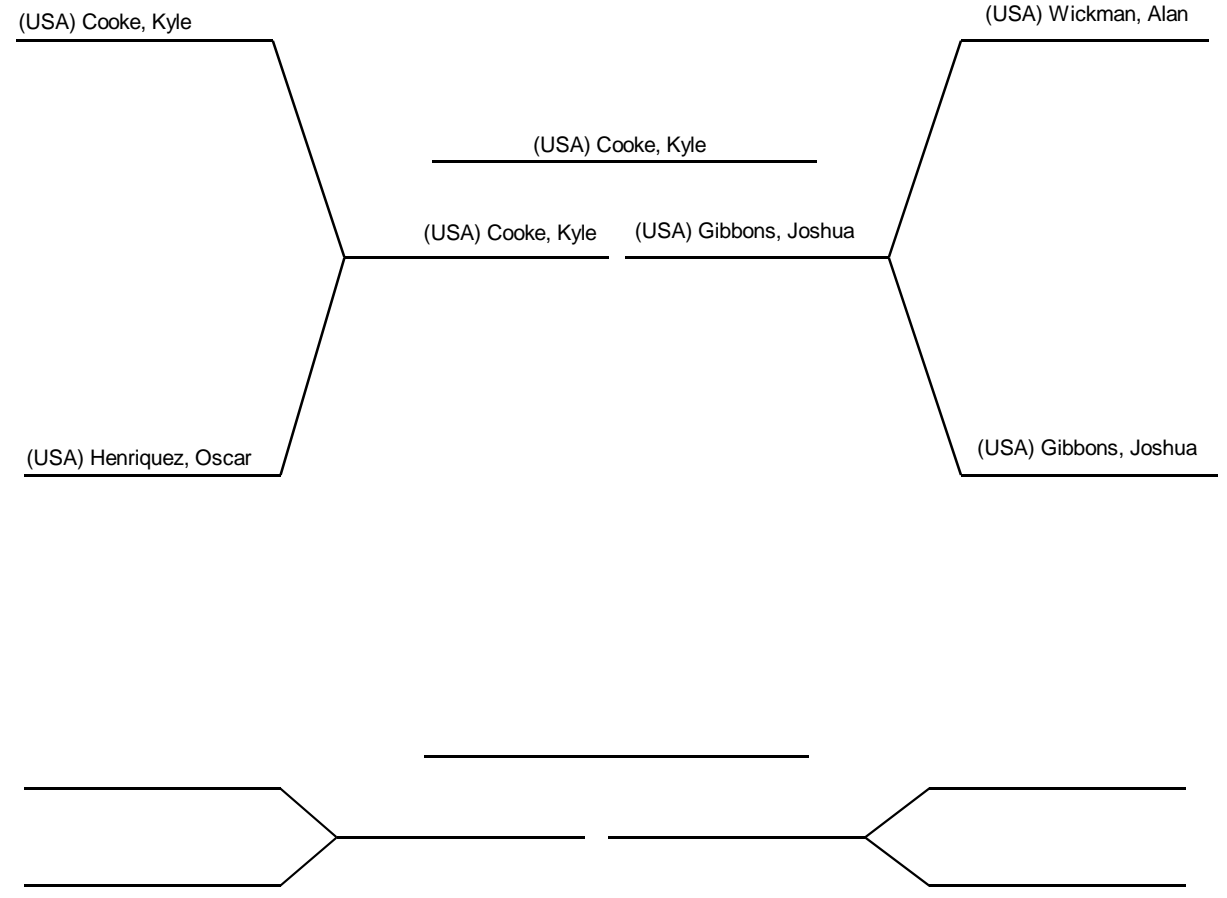 (USA) Cooke, Kyle
(USA) Wickman, Alan
(USA) Cooke, Kyle
(USA) Cooke, Kyle
(USA) Gibbons, Joshua
(USA) Henriquez, Oscar
(USA) Gibbons, Joshua